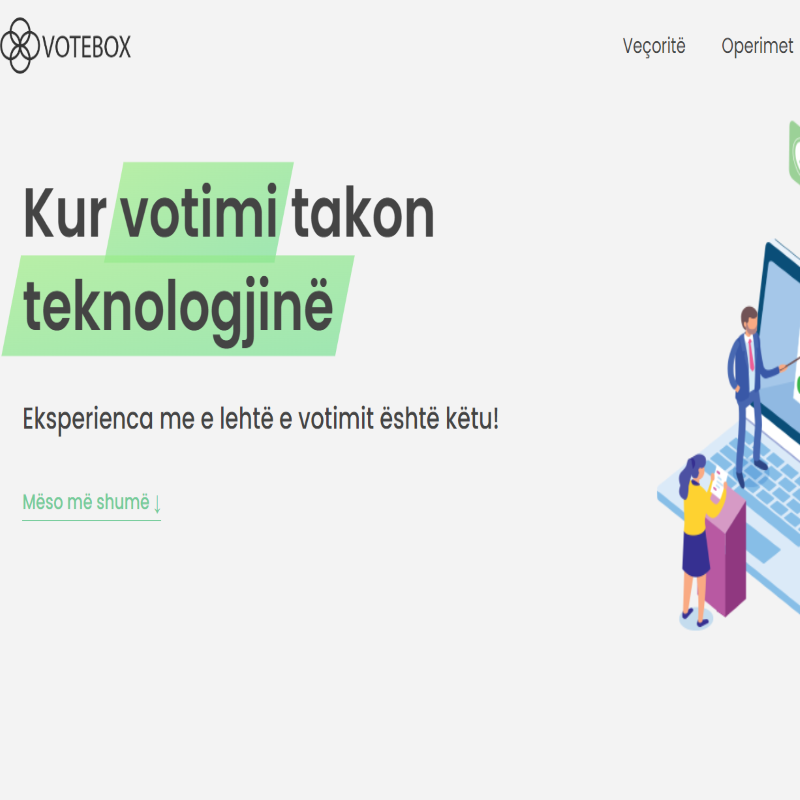 VOTEBOX
Veçoritë Operimet
Kur votimi takon
teknologjinë
Eksperienca me e lehtë e votimit është këtu!
Mëso më shumë ↓